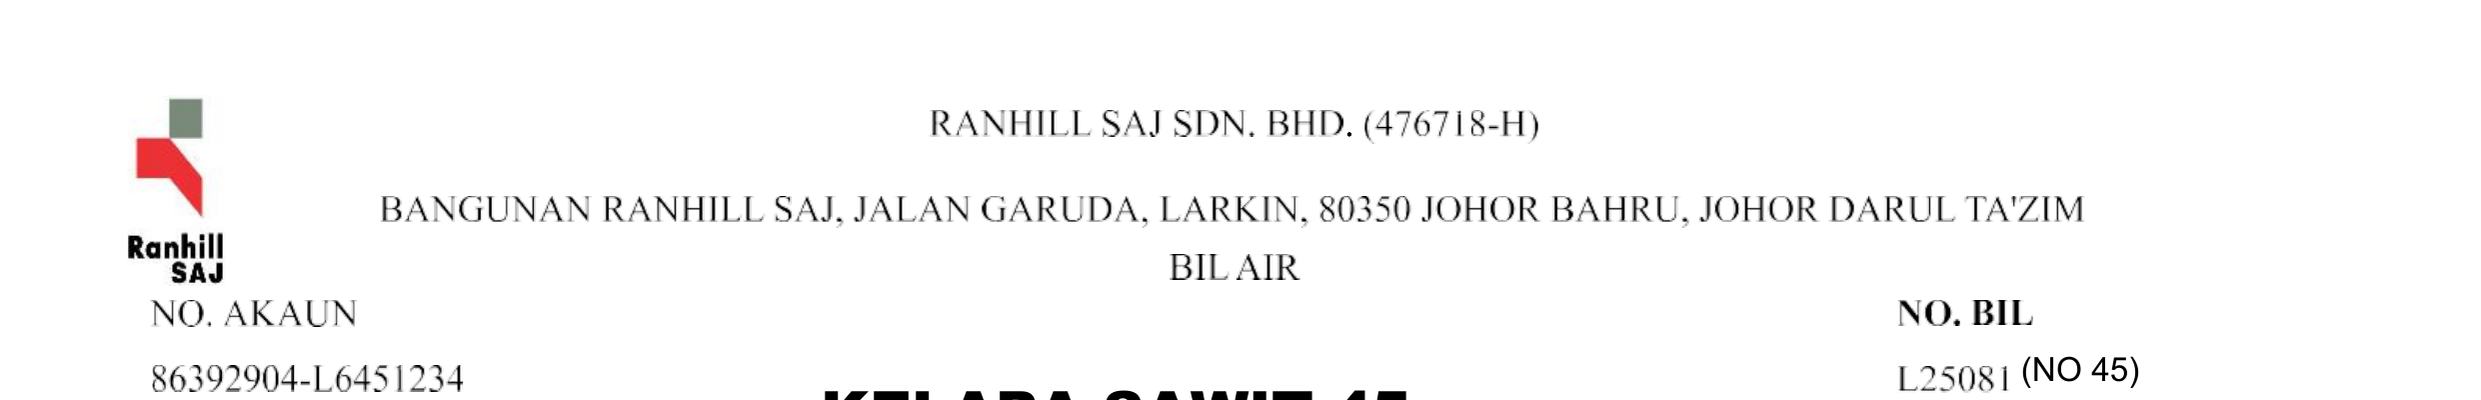 RANHILL SAJ SDN. BHD. (476718-H)
BANGUNAN RANHILL SAJ, JALAN GARUDA, LARKIN, 80350 JOHOR BAHRU, JOHOR DARUL TA'ZIM
Ranhill
SAJ
BIL AIR
NO. AKAUN
NO. BIL
86392904-L6451234
L25081 (NO 45)